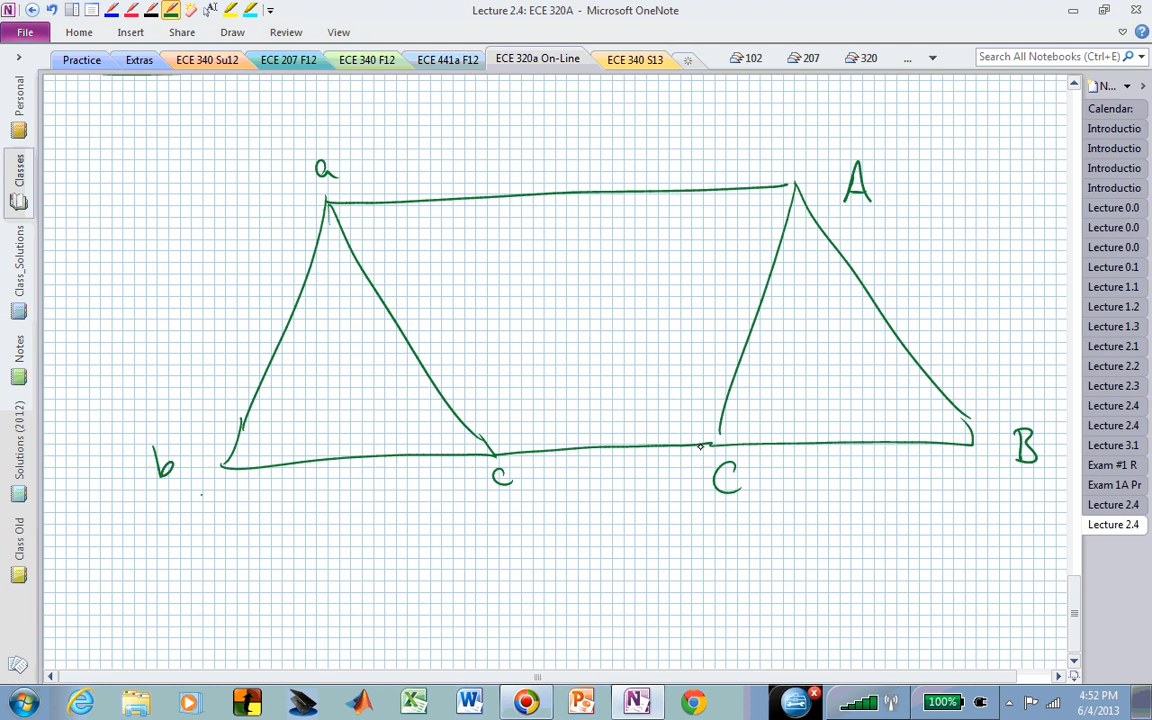 Lecture 2.4: ECE 320A - Microsoft OneNote
File Home Insert Share Draw Review View
Practice Extras ECE 340 Su12 ECE 207 F12 ECE 340 F12 ECE 441a F12 ECE 320a On-Line ECE 340 S13 102 207 320 ... Search All Notebooks (Ctrl+E)
Personal
Classes
Class_Solutions
Notes
Solutions (2012)
Class Old
N...
Calendar:
Introductio
Introductio
Introductio
Introductio
Lecture 0.0
Lecture 0.0
Lecture 0.0
Lecture 0.1
Lecture 1.1
Lecture 1.2
Lecture 1.3
Lecture 2.1
Lecture 2.2
Lecture 2.3
Lecture 2.4
Lecture 2.4
Lecture 3.1
Exam #1 R
Exam 1A Pr
Lecture 2.4
Lecture 2.4
a
A
b
c
C
B
100%
4:52 PM
6/4/2013